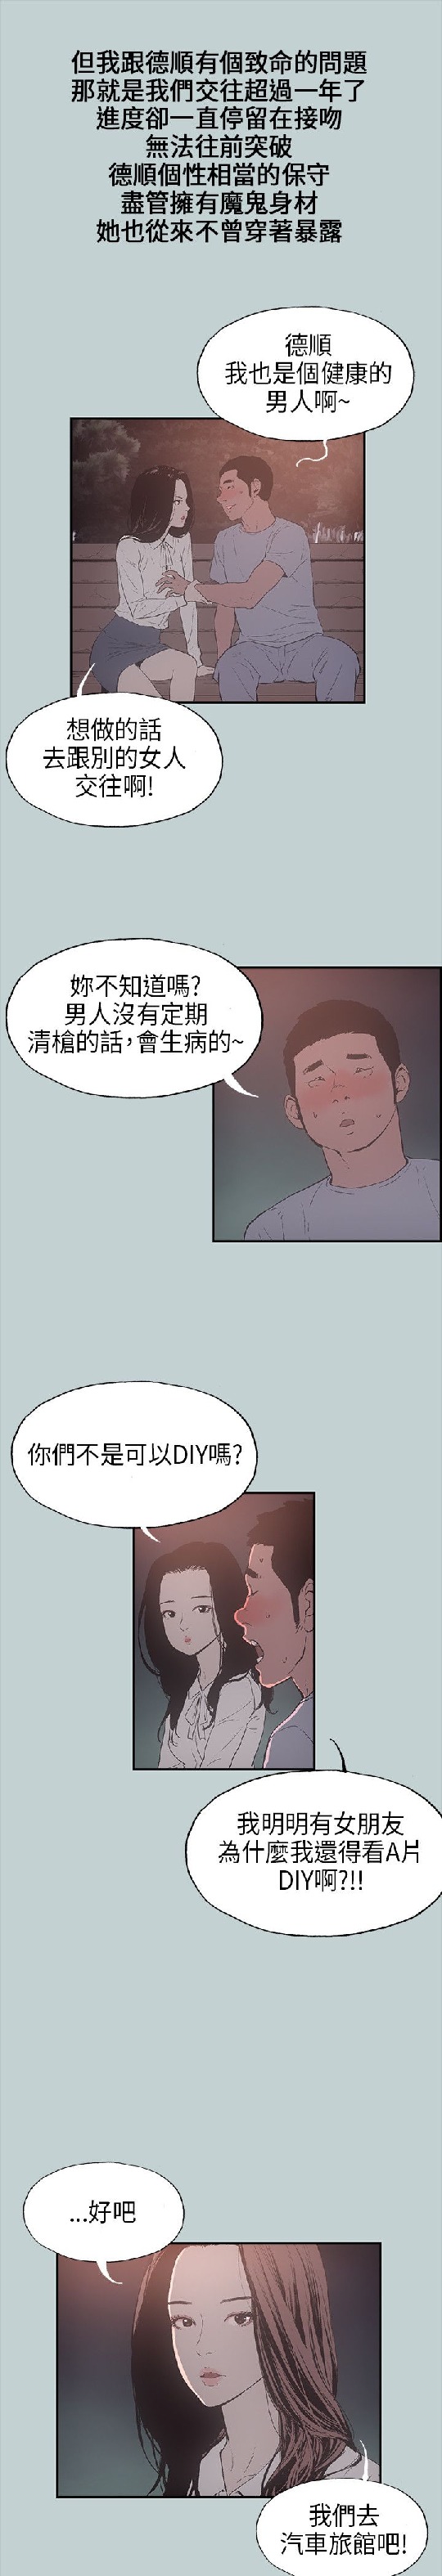 但我跟德順有個致命的問題
那就是我們交往超過一年了
進度卻一直停留在接吻
無法往前突破
德順個性相當的保守
盡管擁有魔鬼身材
她也從來不曾穿著暴露
德順
我也是個健康的
男人啊~
想做的話
去跟別的女人
交往啊!
妳不知道嗎?
男人沒有定期
清槍的話,會生病的~
你們不是可以DIY嗎?
我明明有女朋友
為什麼我還得看A片
DIY啊?!!
...好吧
我們去
汽車旅館吧!